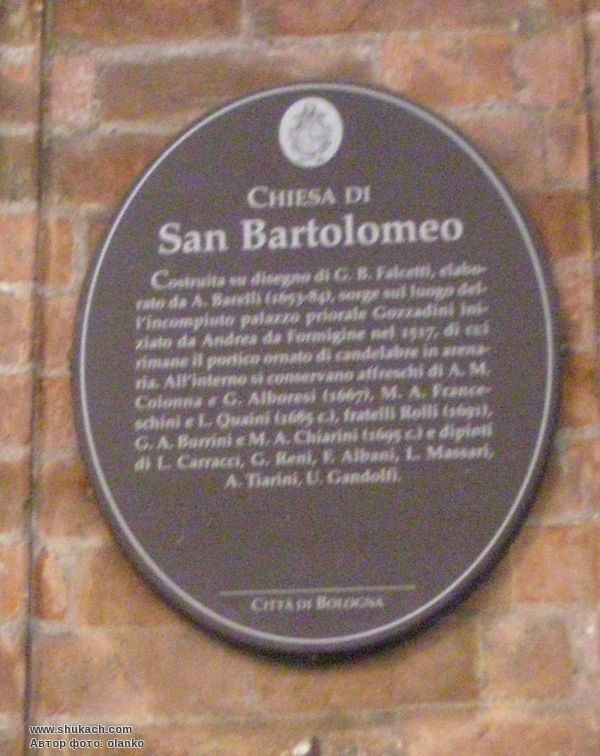 CHIESA DI
San Bartolomeo
Costruita su disegno di G. B. Falcetti, elabo-
rato da A. Barelli (1653-84), sorge sul luogo del-
l'incompiuto palazzo priorale Gozzadini ini-
ziato da Andrea da Formigine nel 1517, di cui
rimane il portico ornato di candelabre in arena-
ria. All'interno si conservano affreschi di A. M.
Colonna e G. Alboresi (1667), M. A. France-
schini e L. Quaini (1685 c.), fratelli Rolli (1691),
G. A. Burrini e M. A. Chiarini (1695 c.) e dipinti
di L. Carracci, G. Reni, F. Albani, L. Massari,
A. Tiarini, U. Gandolfi.
CITTÀ DI BOLOGNA
www.shukach.com
Автор фото: olanko